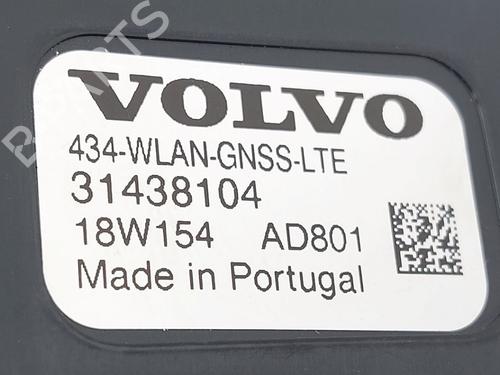 VOLVO
434-WLAN-GNSS-LTE
31438104
18W154 AD801
Made in Portugal